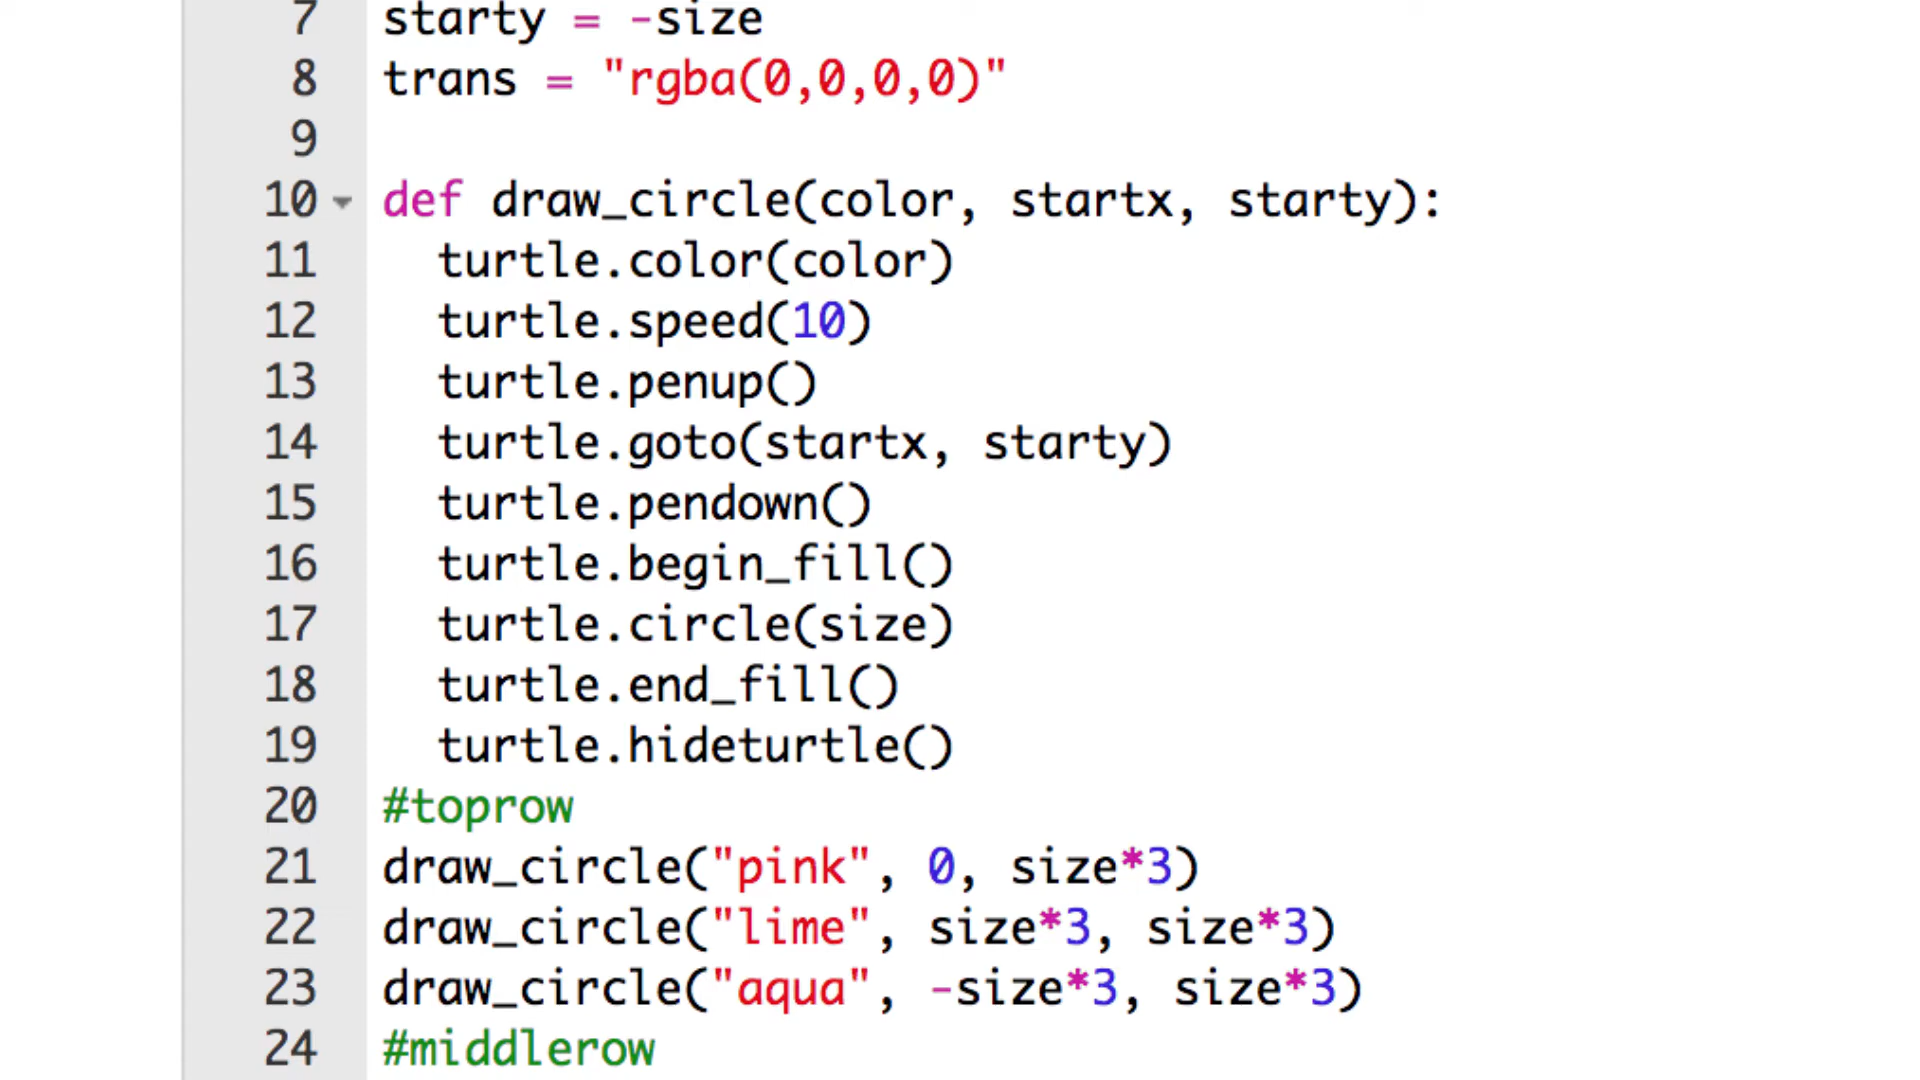 7 starty = -size
8 trans = "rgba(0,0,0,0)"
9
10 def draw_circle(color, startx, starty):
11   turtle.color(color)
12   turtle.speed(10)
13   turtle.penup()
14   turtle.goto(startx, starty)
15   turtle.pendown()
16   turtle.begin_fill()
17   turtle.circle(size)
18   turtle.end_fill()
19   turtle.hideturtle()
20 #toprow
21 draw_circle("pink", 0, size*3)
22 draw_circle("lime", size*3, size*3)
23 draw_circle("aqua", -size*3, size*3)
24 #middlerow